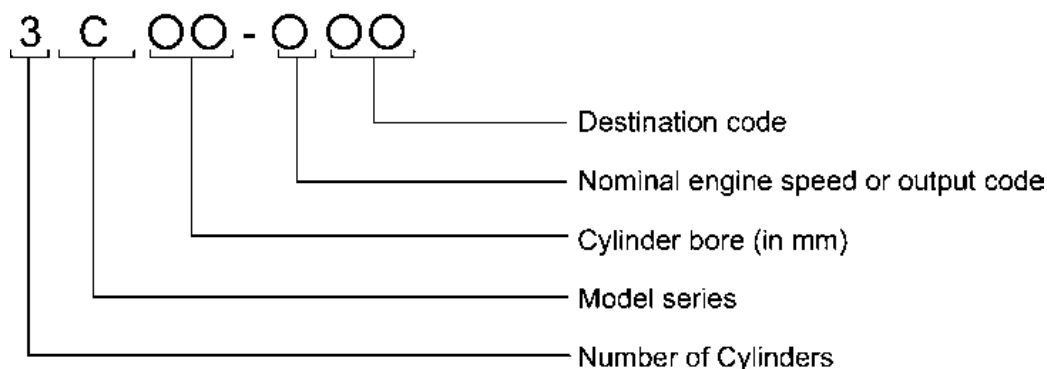 3 C OO - O OO
Destination code
Nominal engine speed or output code
Cylinder bore (in mm)
Model series
Number of Cylinders